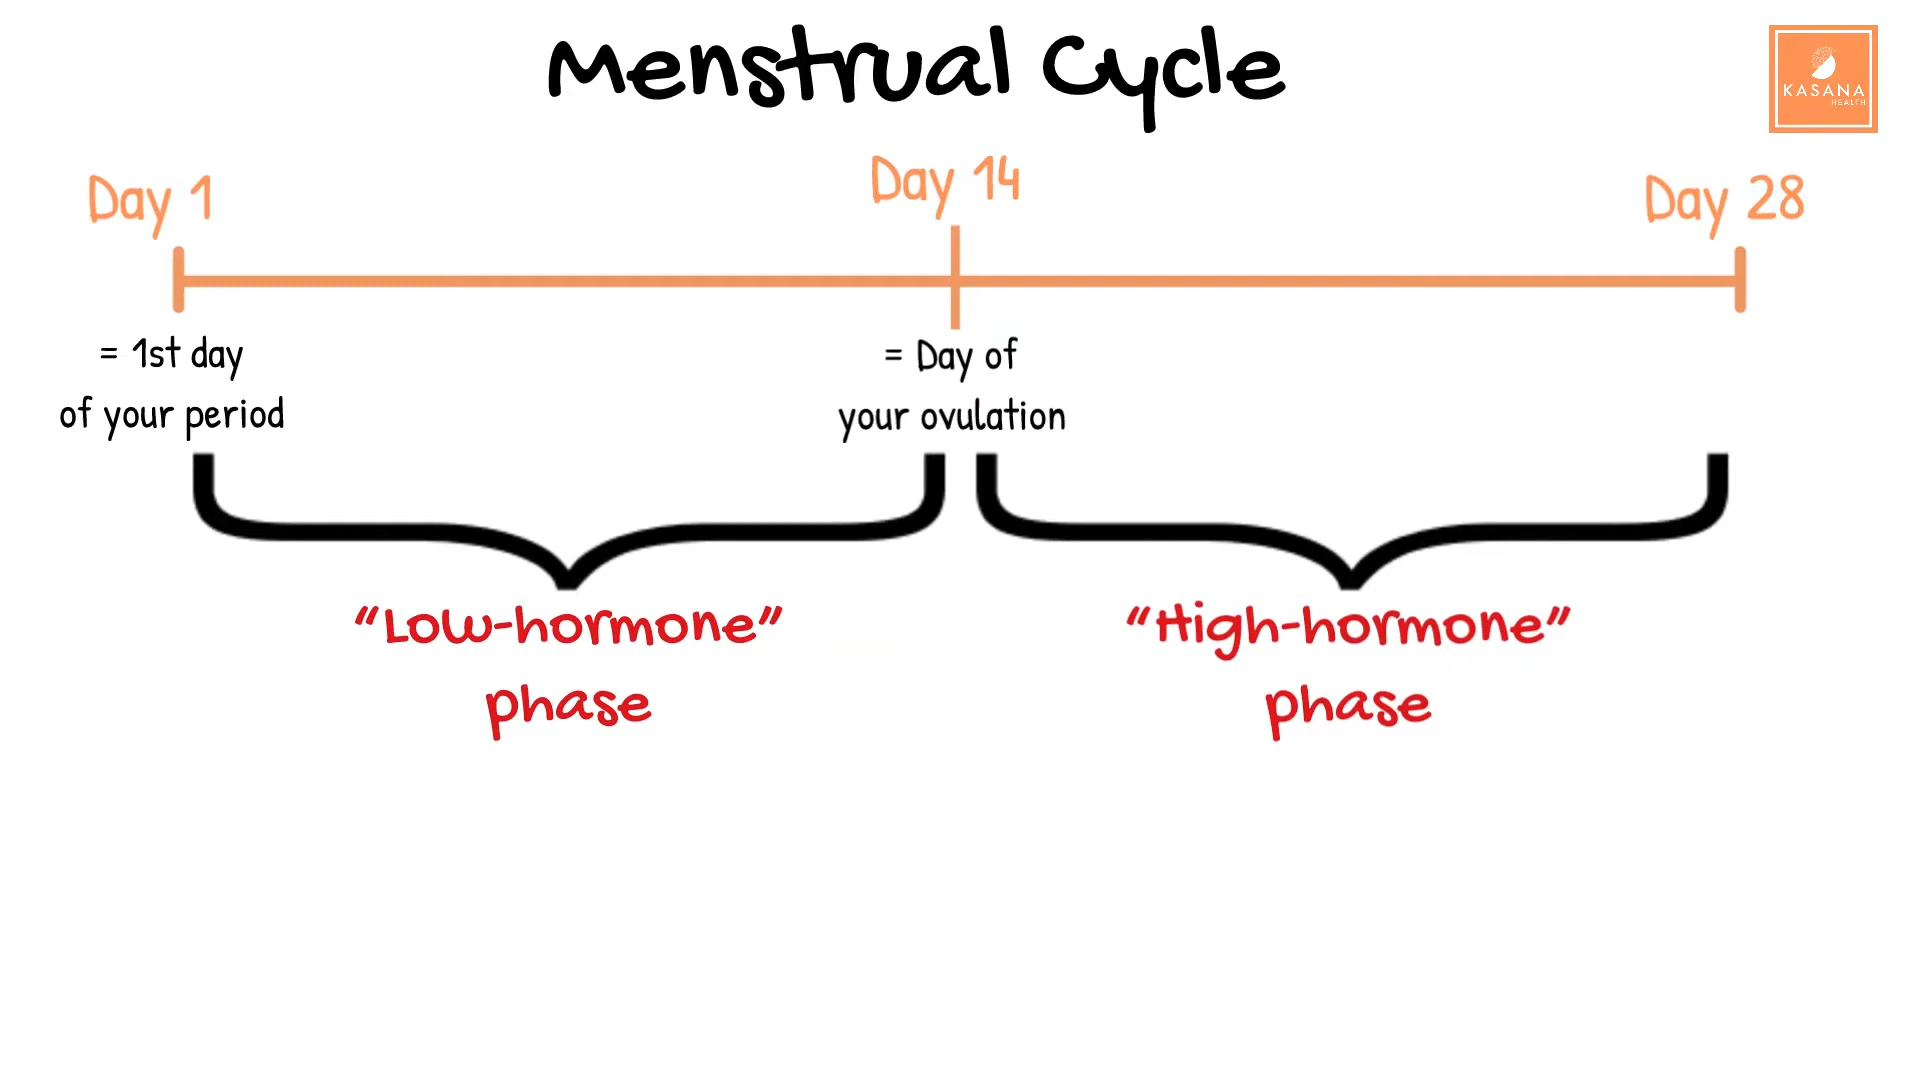 Menstrual Cycle
KASANA
HEALTH
Day 1
Day 14
Day 28
= 1st day
of your period
= Day of
your ovulation
"Low-hormone"
phase
"High-hormone"
phase